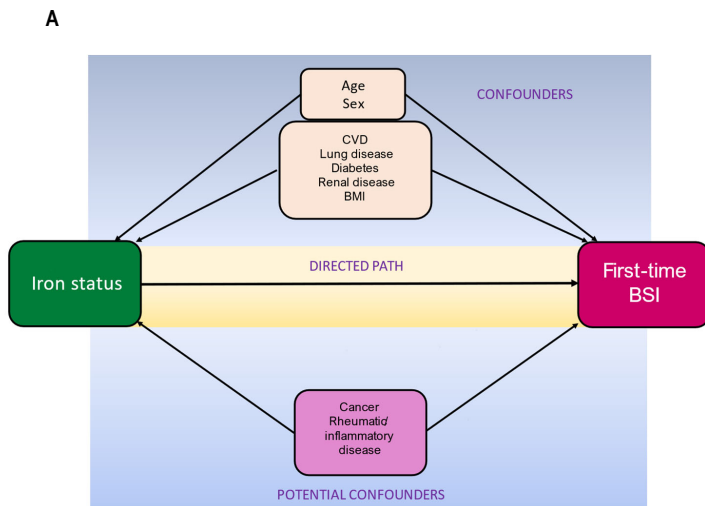 A
Age
Sex
CONFOUNDERS
CVD
Lung disease
Diabetes
Renal disease
BMI
Iron status
DIRECTED PATH
First-time
BSI
Cancer
Rheumatic/
inflammatory
disease
POTENTIAL CONFOUNDERS